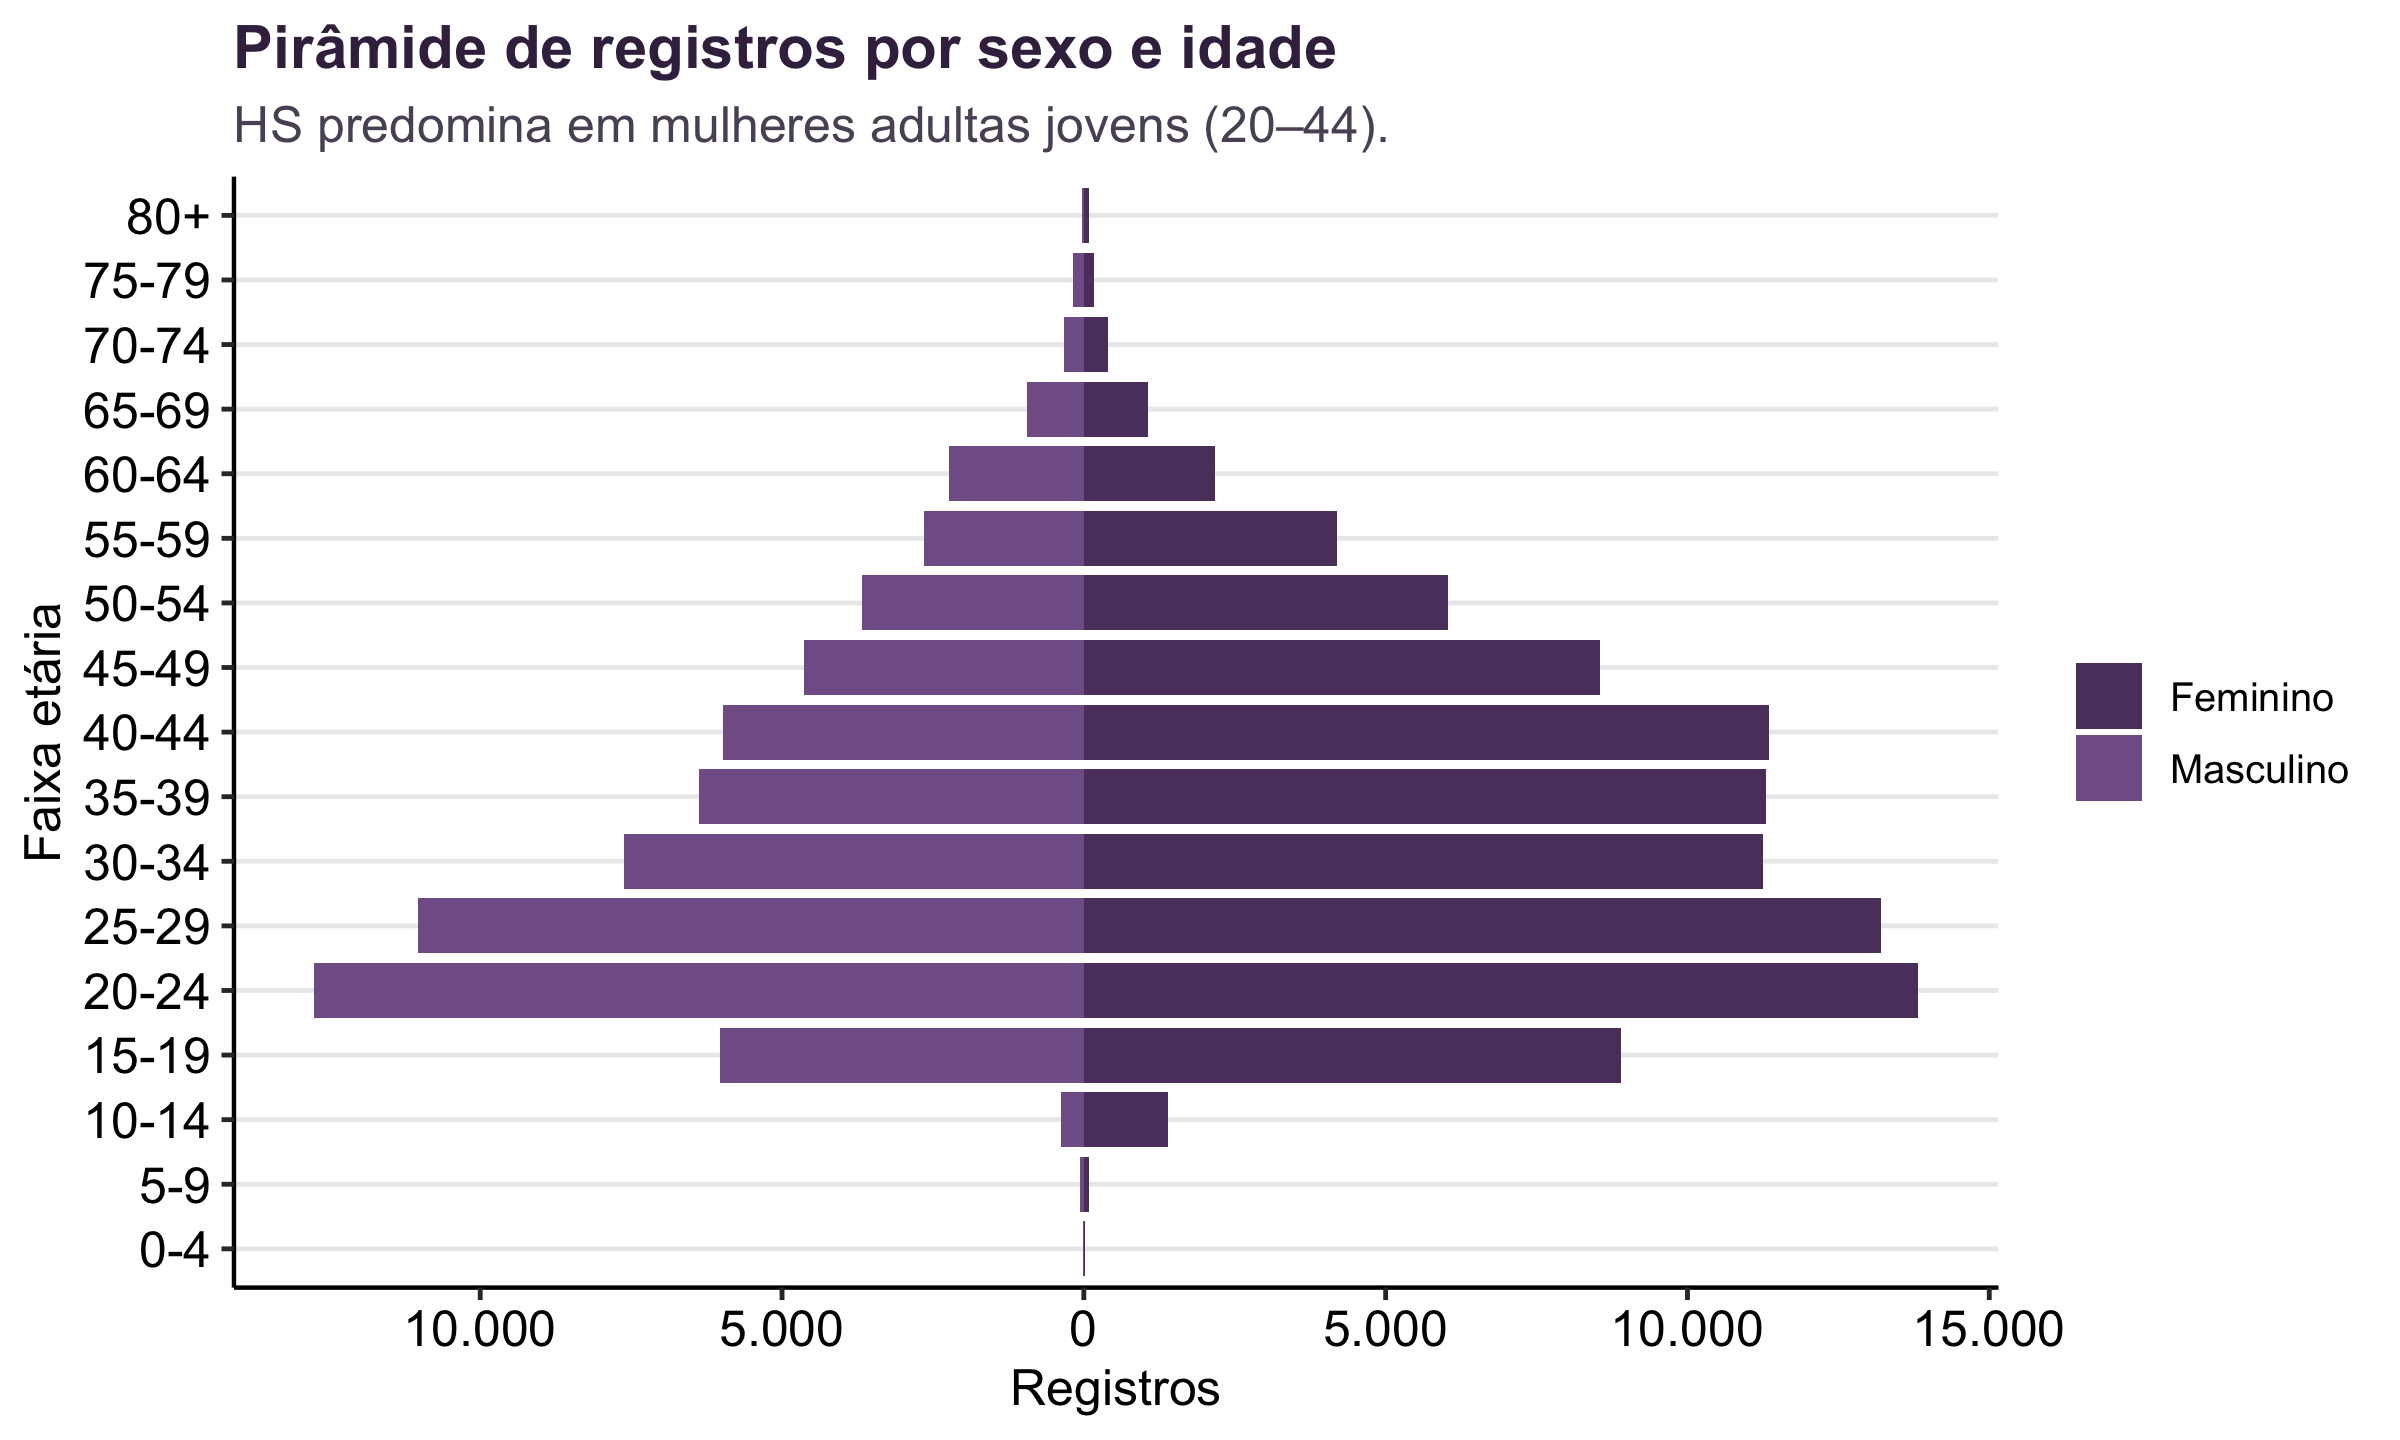 Pirâmide de registros por sexo e idade
HS predomina em mulheres adultas jovens (20–44).
Faixa etária
80+
75-79
70-74
65-69
60-64
55-59
50-54
45-49
40-44
35-39
30-34
25-29
20-24
15-19
10-14
5-9
0-4
10.000 5.000 0 5.000 10.000 15.000
Registros
Feminino
Masculino